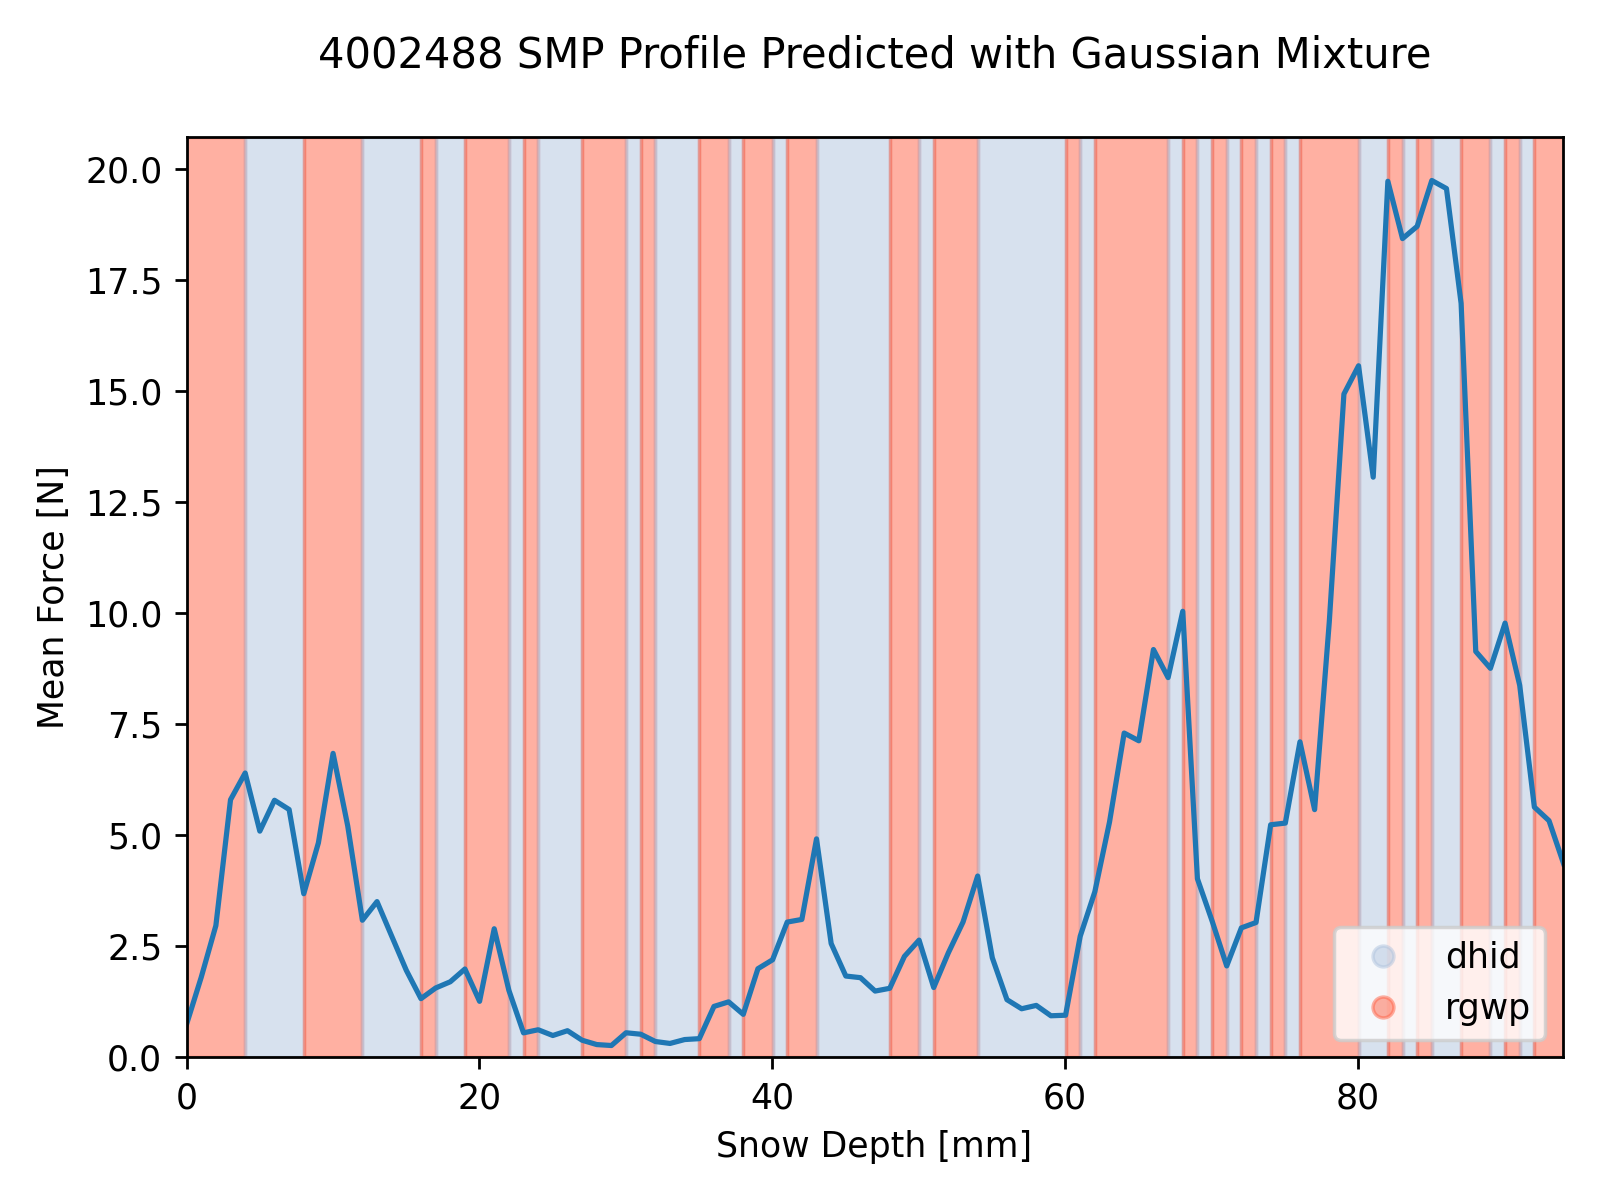 4002488 SMP Profile Predicted with Gaussian Mixture
20.0
17.5
15.0
12.5
10.0
7.5
5.0
2.5
0.0
Mean Force [N]
dhid
rgwp
0 20 40 60 80
Snow Depth [mm]